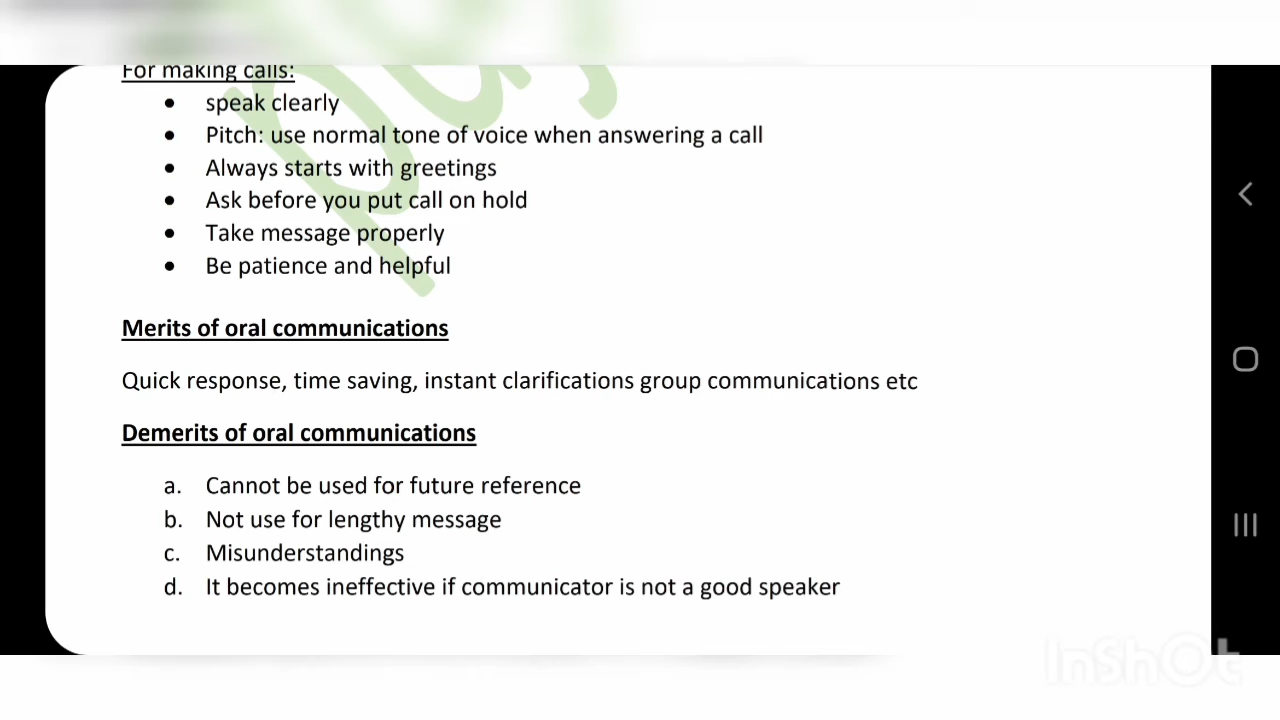 For making calls:
• speak clearly
• Pitch: use normal tone of voice when answering a call
• Always starts with greetings
• Ask before you put call on hold
• Take message properly
• Be patience and helpful
Merits of oral communications
Quick response, time saving, instant clarifications group communications etc
Demerits of oral communications
a. Cannot be used for future reference
b. Not use for lengthy message
c. Misunderstandings
d. It becomes ineffective if communicator is not a good speaker
InShOt